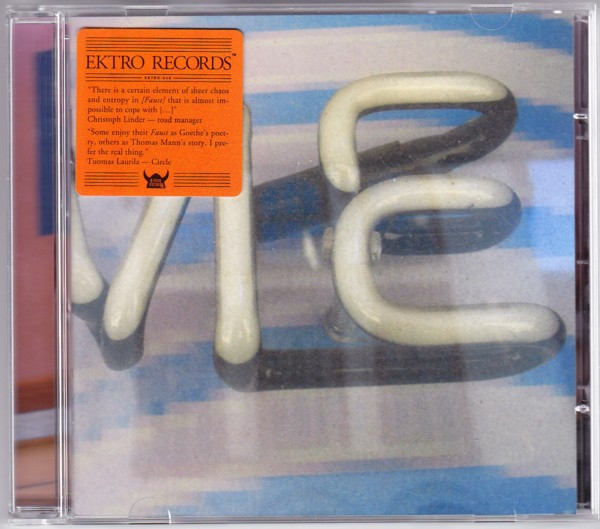 EKTRO RECORDS™
"There is a certain element of sheer chaos
and entropy in [Faust] that is almost im-
possible to cope with [...]"
Christoph Linder — road manager
"Some enjoy their Faust as Goethe's poet-
ry, others as Thomas Mann's story. I pre-
fer the real thing."
Tuomas Laurila — Circle